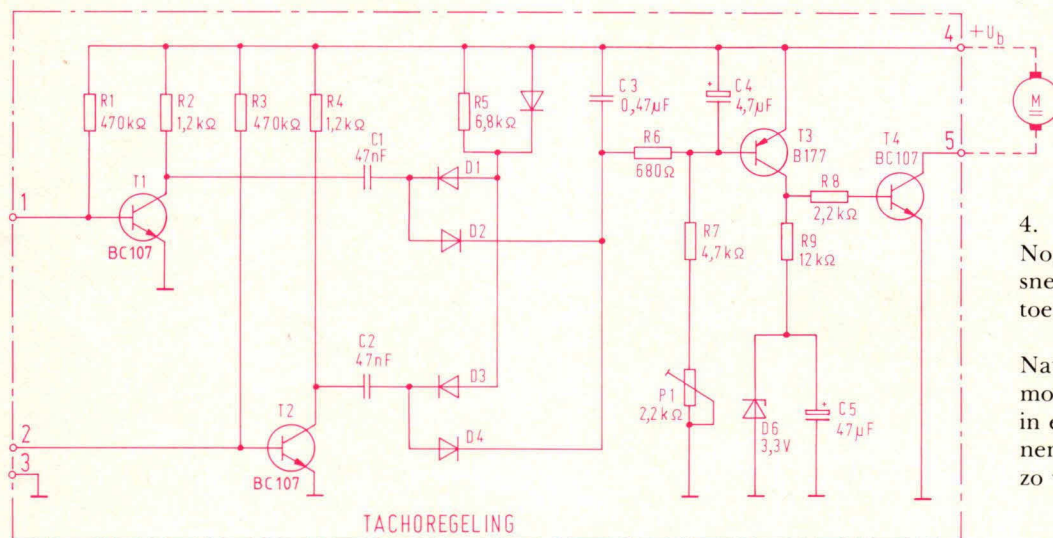 4
+Ub
R1
470kΩ
R2
1,2kΩ
R3
470kΩ
R4
1,2kΩ
R5
6,8kΩ
C3
0,47µF
C4
4,7µF
M
C1
47nF
D1
R6
680Ω
T3
B177
T4
BC107
5
1
T1
BC107
D2
R7
4,7kΩ
R8
2,2kΩ
R9
12kΩ
C2
47nF
D3
D4
P1
2,2kΩ
D6
3,3V
C5
47µF
2
3
T2
BC107
TACHOREGELING
4.
No
sne
toe
Nat
mo
in e
ner
zo